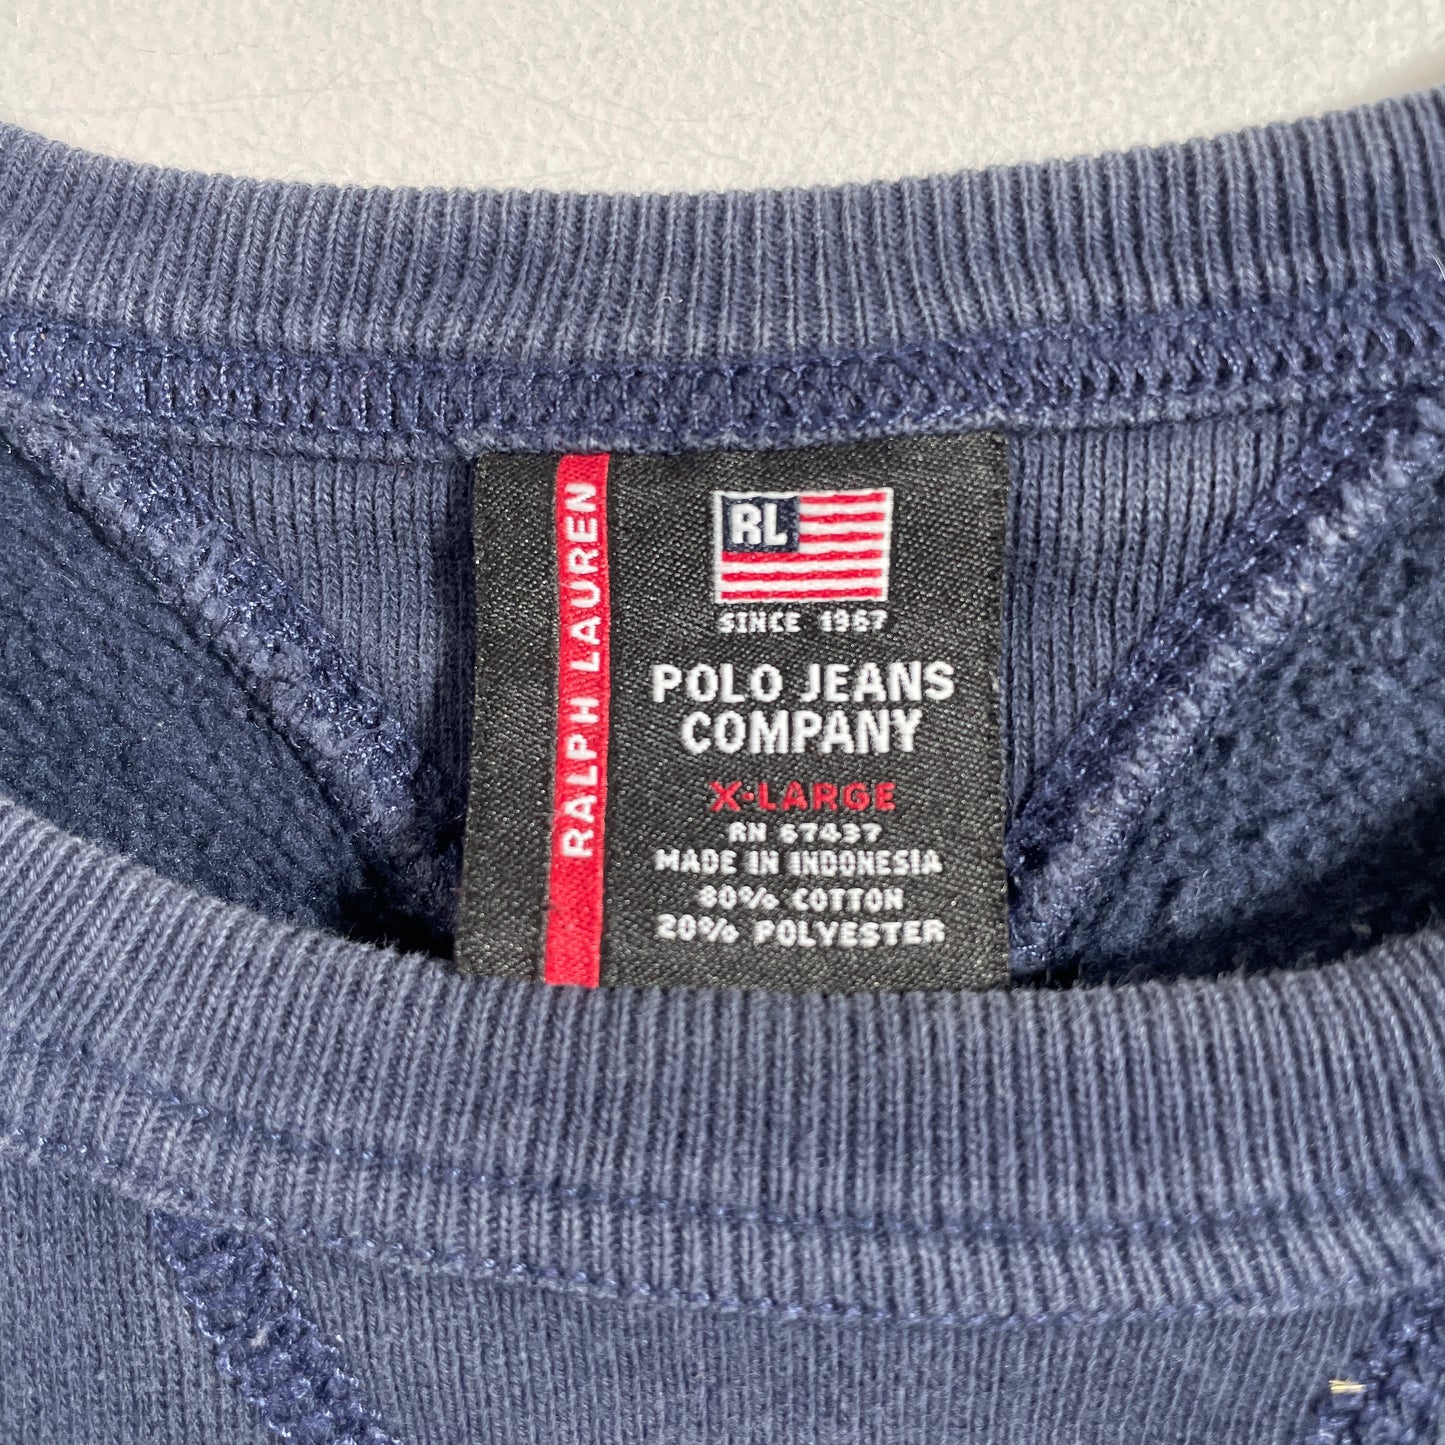 RALPH LAUREN
RL
SINCE 1967
POLO JEANS
COMPANY
X-LARGE
RN 67437
MADE IN INDONESIA
80% COTTON
20% POLYESTER